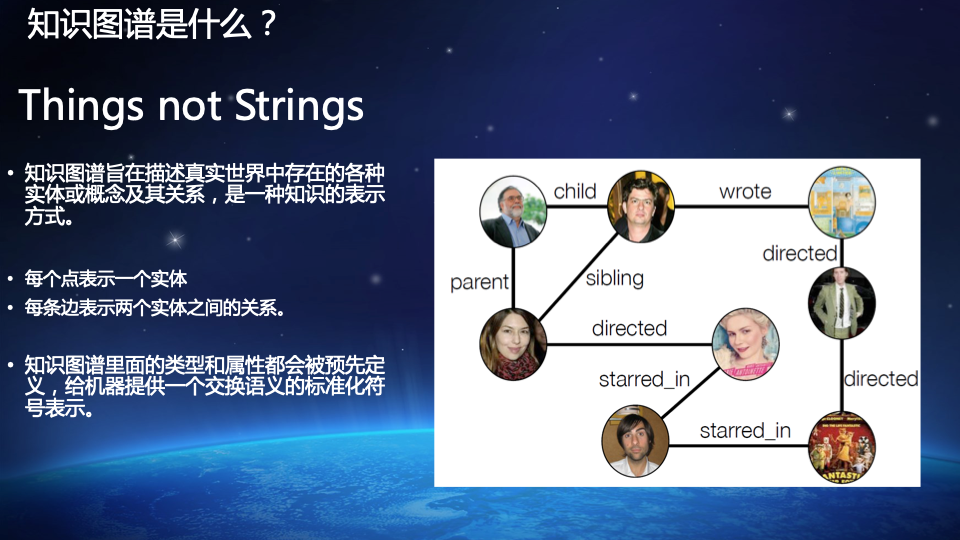 知识图谱是什么？
Things not Strings
• 知识图谱旨在描述真实世界中存在的各种
实体或概念及其关系，是一种知识的表示
方式。
• 每个点表示一个实体
• 每条边表示两个实体之间的关系。
• 知识图谱里面的类型和属性都会被预先定
义，给机器提供一个交换语义的标准化符
号表示。
child
wrote
directed
parent
sibling
directed
starred_in
directed
starred_in